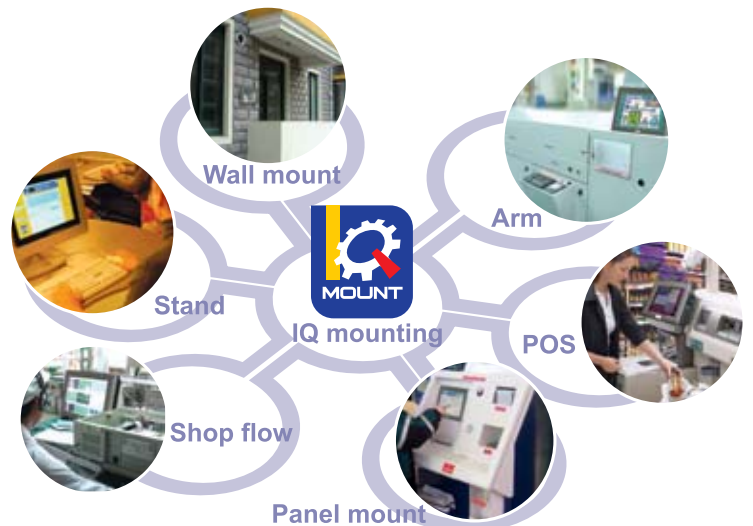 Wall mount
Arm
MOUNT
Stand
IQ mounting
POS
Shop flow
Panel mount